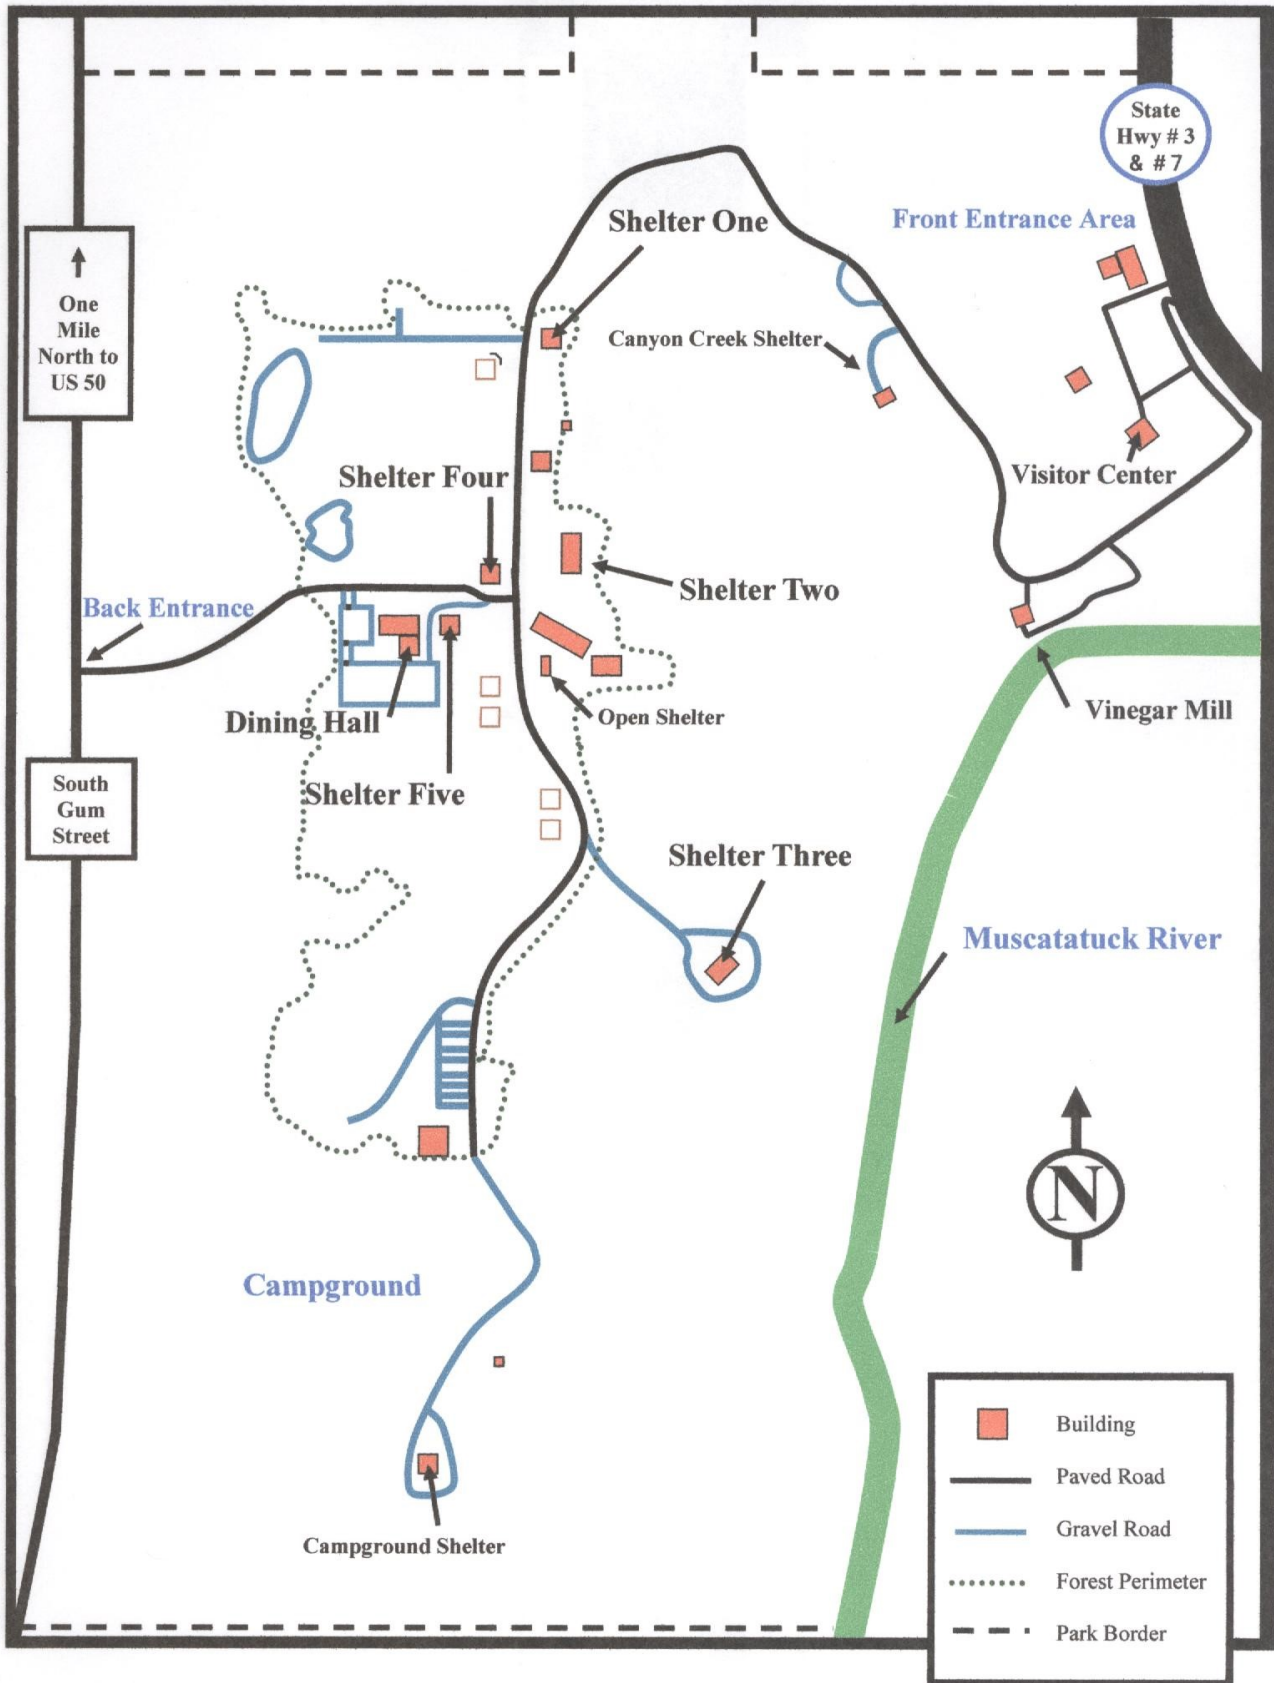 State
Hwy # 3
& # 7
Front Entrance Area
Shelter One
One
Mile
North to
US 50
Canyon Creek Shelter
Shelter Four
Visitor Center
Shelter Two
Back Entrance
Dining Hall
Open Shelter
Vinegar Mill
South
Gum
Street
Shelter Five
Shelter Three
Muscatatuck River
N
Campground
Campground Shelter
Building
Paved Road
Gravel Road
Forest Perimeter
Park Border